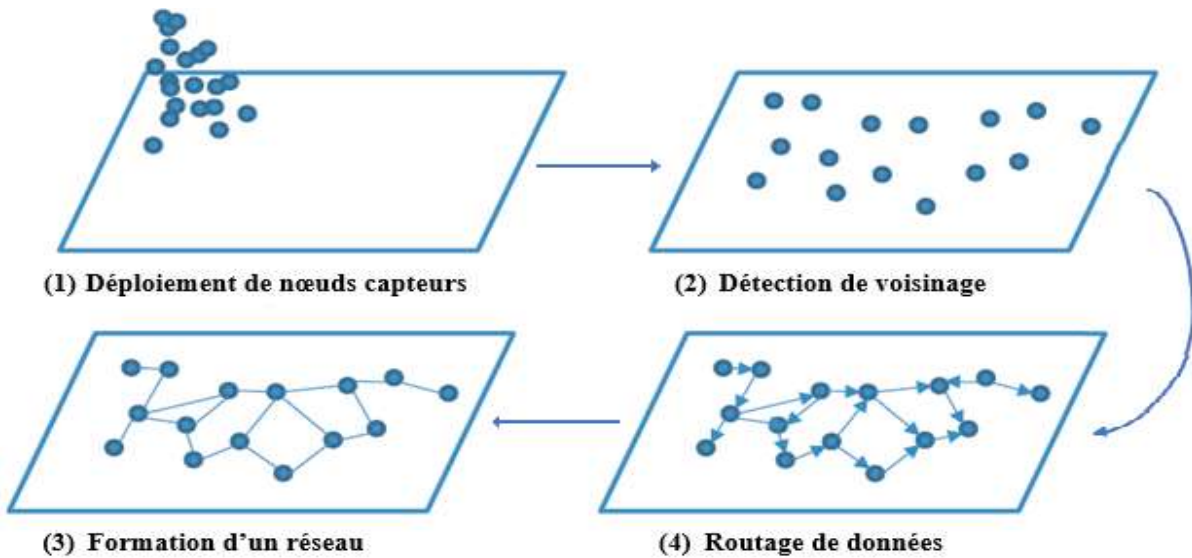 (1) Déploiement de nœuds capteurs
(2) Détection de voisinage
(3) Formation d'un réseau
(4) Routage de données